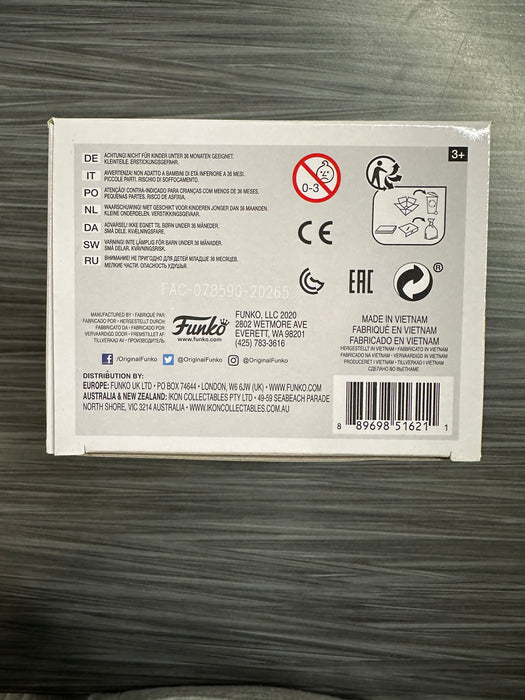 3+
DE ACHTUNG! NICHT FÜR KINDER UNTER 36 MONATEN GEEIGNET.
KLEINTEILE. ERSTICKUNGSGEFAHR.
IT AVVERTENZA! NON ADATTO A BAMBINI DI ETÀ INFERIORE A 36 MESI.
PICCOLE PARTI. RISCHIO DI SOFFOCAMENTO.
PO ATENÇÃO! CONTRA-INDICADO PARA CRIANÇAS COM MENOS DE 36 MESES.
PEQUENAS PARTES. RISCO DE ASFIXIA.
NL WAARSCHUWING! NIET GESCHIKT VOOR KINDEREN JONGER DAN 36 MAANDEN.
KLEINE ONDERDELEN. VERSTIKKINGSGEVAAR.
DA ADVARSEL! IKKE EGNET TIL BØRN UNDER 36 MÅNEDER.
SMÅ DELE. KVÆLNINGSFARE.
SW VARNING! INTE LÄMPLIG FÖR BARN UNDER 36 MÅNADER.
SMÅ DELAR. KVÄVNINGSRISK.
RU ВНИМАНИЕ! НЕ ПРИГОДНО ДЛЯ ДЕТЕЙ МЛАДШЕ 36 МЕСЯЦЕВ.
МЕЛКИЕ ЧАСТИ. ОПАСНОСТЬ УДУШЬЯ.
0-3
CE
EAC
®
FAC-078590-20265
MANUFACTURED BY • FABRIQUÉ PAR
FABRICADO POR • HERGESTELLT DURCH
FABBRICATO DA • FABRICADO POR
VERVAARDIGD DOOR • FREMSTILLET AF
TILLVERKAD AV • ПРОИЗВОДИТЕЛЬ:
Funko
www.funko.com
FUNKO, LLC 2020
2802 WETMORE AVE
EVERETT, WA 98201
(425) 783-3616
MADE IN VIETNAM
FABRIQUÉ EN VIETNAM
FABRICADO EN VIETNAM
HERGESTELLT IN VIETNAM • FABBRICATO IN VIETNAM
FABRICADO NA VIETNAM • VERVAARDIGD IN VIETNAM
PRODUCERET I VIETNAM • TILLVERKAD I VIETNAM
СДЕЛАНО ВО ВЬЕТНАМЕ
/OriginalFunko @OriginalFunko @OriginalFunko
DISTRIBUTION BY:
EUROPE: FUNKO UK LTD • PO BOX 74644 • LONDON, W6 6JW (UK) • WWW.FUNKO.COM
AUSTRALIA & NEW ZEALAND: IKON COLLECTABLES PTY LTD • 49-59 SEABEACH PARADE
NORTH SHORE, VIC 3214 AUSTRALIA • WWW.IKONCOLLECTABLES.COM.AU
8 89698 51621 1